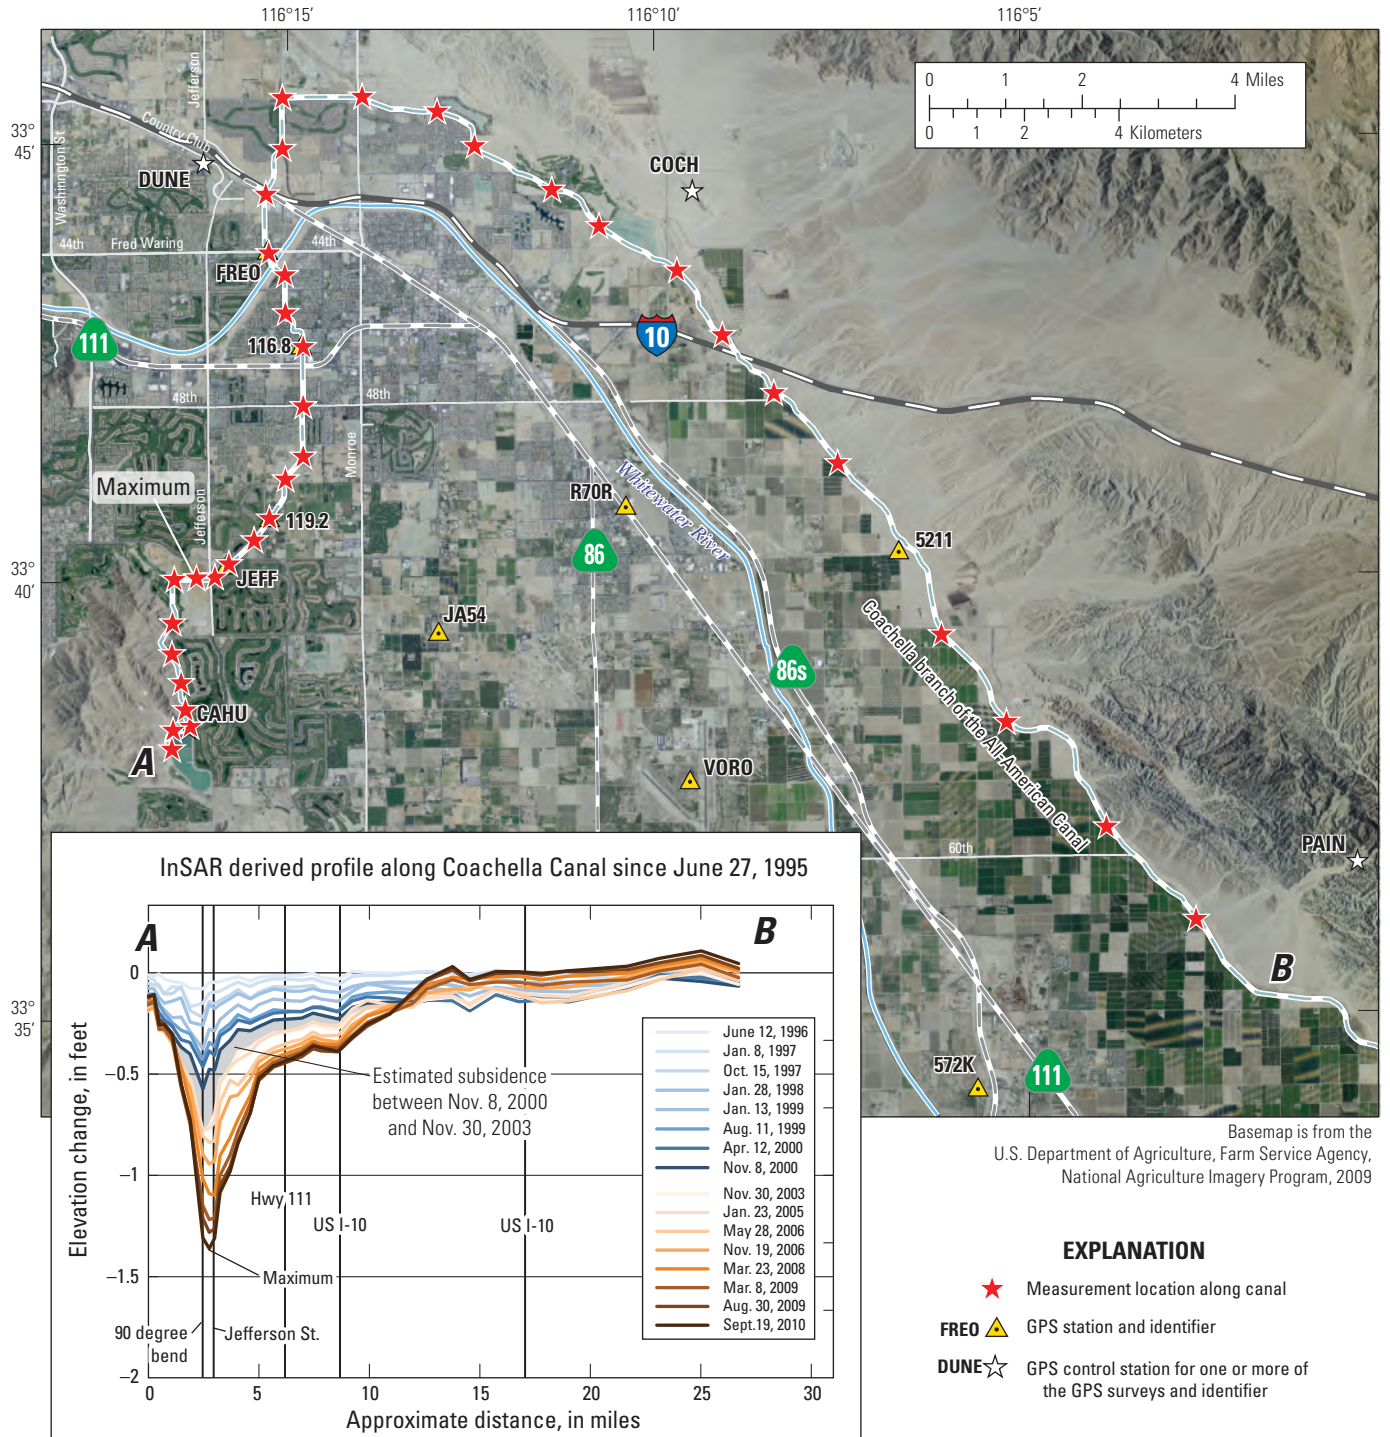 116°15'
116°10'
116°5'
0 1 2 4 Miles
0 1 2 4 Kilometers
33°
45'
Jefferson
Country Club
Washinngton St
DUNE
COCH
44th
Fred Waring
44th
FREO
111
116.8
10
48th
48th
Monroe
Maximum
Jefferson
R70R
Whitewater River
119.2
86
5211
33°
40'
JEFF
JA54
Coachella branch of the All-American Canal
86s
CAHU
A
VORO
60th
PAIN
B
33°
35'
572K
111
InSAR derived profile along Coachella Canal since June 27, 1995
A
B
0
–0.5
–1
–1.5
–2
Elevation change, in feet
Estimated subsidence
between Nov. 8, 2000
and Nov. 30, 2003
Hwy 111
US I-10
US I-10
Maximum
90 degree
bend
Jefferson St.
June 12, 1996
Jan. 8, 1997
Oct. 15, 1997
Jan. 28, 1998
Jan. 13, 1999
Aug. 11, 1999
Apr. 12, 2000
Nov. 8, 2000
Nov. 30, 2003
Jan. 23, 2005
May 28, 2006
Nov. 19, 2006
Mar. 23, 2008
Mar. 8, 2009
Aug. 30, 2009
Sept.19, 2010
0 5 10 15 20 25 30
Approximate distance, in miles
Basemap is from the
U.S. Department of Agriculture, Farm Service Agency,
National Agriculture Imagery Program, 2009
EXPLANATION
Measurement location along canal
FREO GPS station and identifier
DUNE GPS control station for one or more of
the GPS surveys and identifier